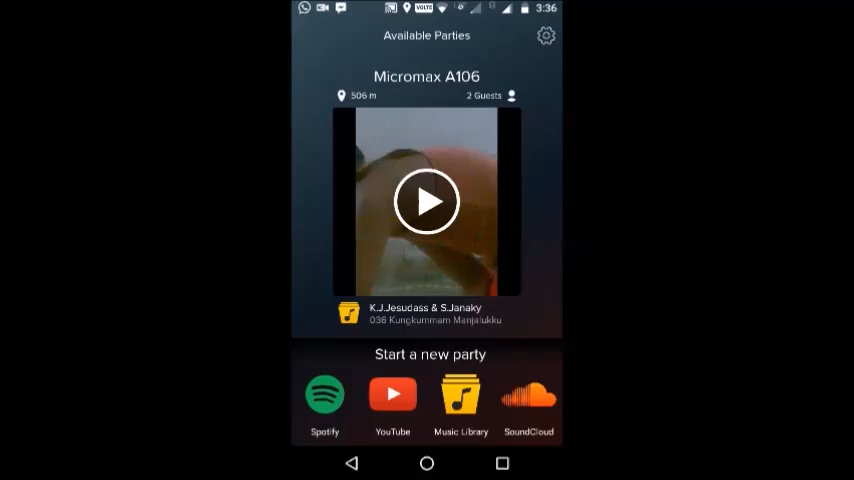 VOLTE 3:36
Available Parties
Micromax A106
506 m 2 Guests
K.J.Jesudass & S.Janaky
036 Kungkummam Manjalukku
Start a new party
Spotify YouTube Music Library SoundCloud